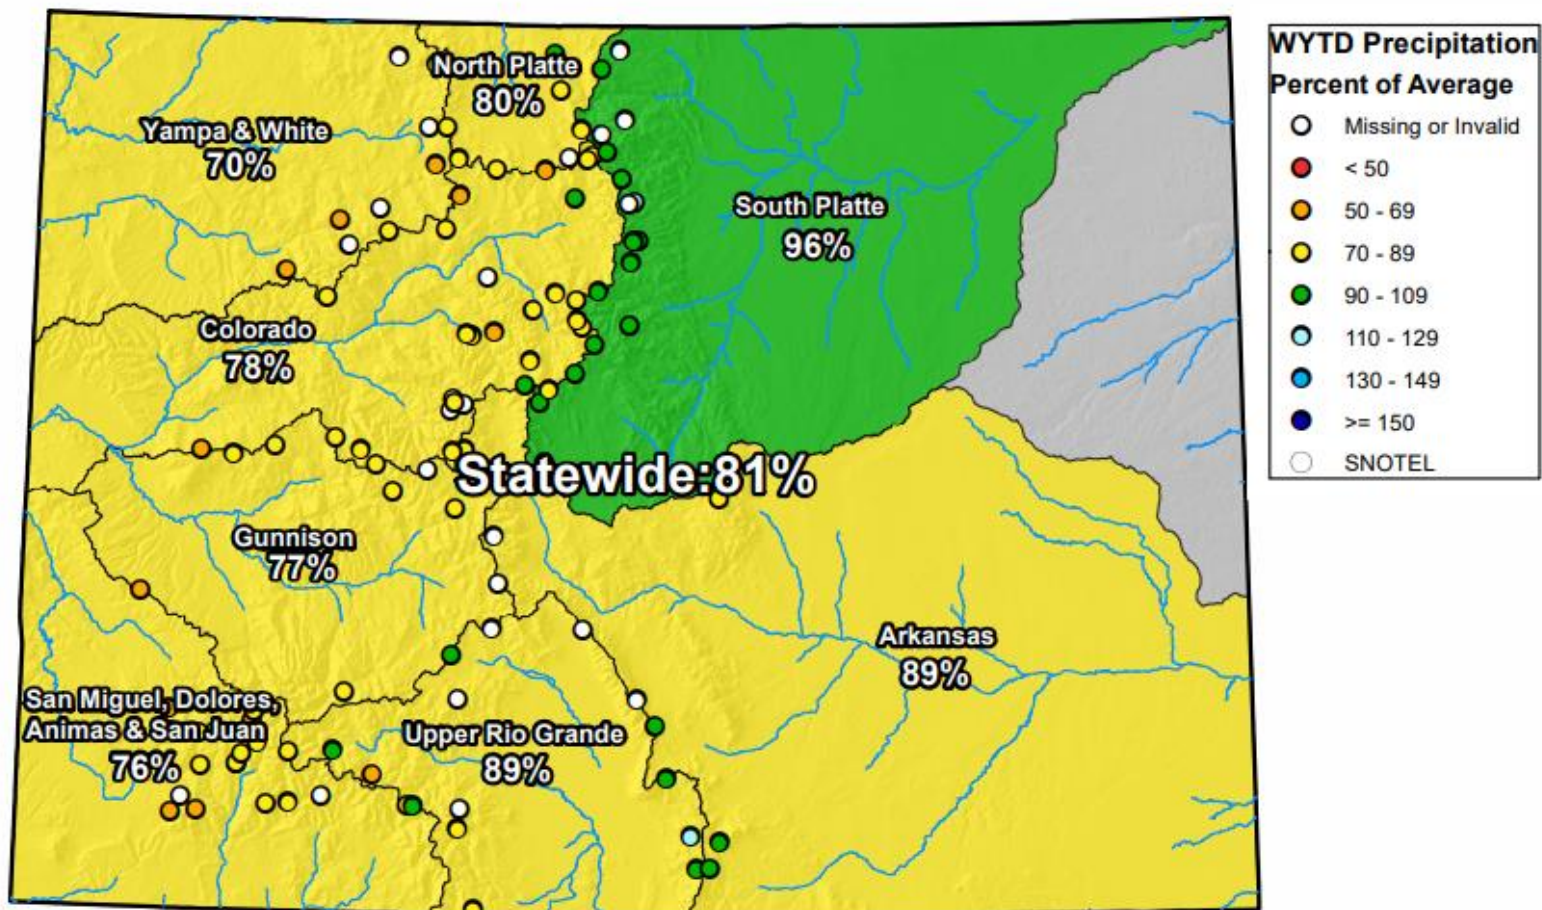 North Platte
80%
Yampa & White
70%
South Platte
96%
Colorado
78%
Statewide:81%
Gunnison
77%
Arkansas
89%
San Miguel, Dolores,
Animas & San Juan
76%
Upper Rio Grande
89%
WYTD Precipitation
Percent of Average
Missing or Invalid
< 50
50 - 69
70 - 89
90 - 109
110 - 129
130 - 149
>= 150
SNOTEL